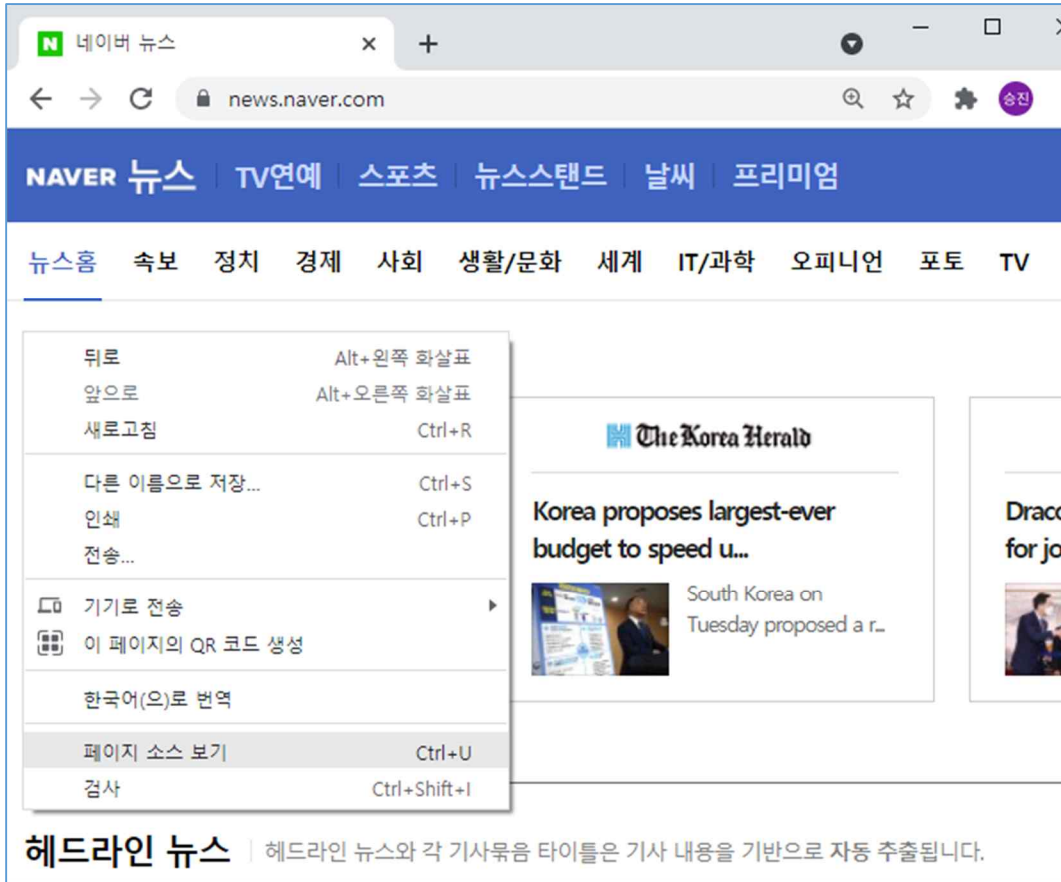 네이버 뉴스
news.naver.com
승진
NAVER 뉴스 TV연예 스포츠 뉴스스탠드 날씨 프리미엄
뉴스홈 속보 정치 경제 사회 생활/문화 세계 IT/과학 오피니언 포토 TV
뒤로 Alt+왼쪽 화살표
앞으로 Alt+오른쪽 화살표
새로고침 Ctrl+R
다른 이름으로 저장... Ctrl+S
인쇄 Ctrl+P
전송...
기기로 전송
이 페이지의 QR 코드 생성
한국어(으)로 번역
페이지 소스 보기 Ctrl+U
검사 Ctrl+Shift+I
The Korea Herald
Korea proposes largest-ever
budget to speed u...
South Korea on
Tuesday proposed a r...
for
헤드라인 뉴스 헤드라인 뉴스와 각 기사묶음 타이틀은 기사 내용을 기반으로 자동 추출됩니다.